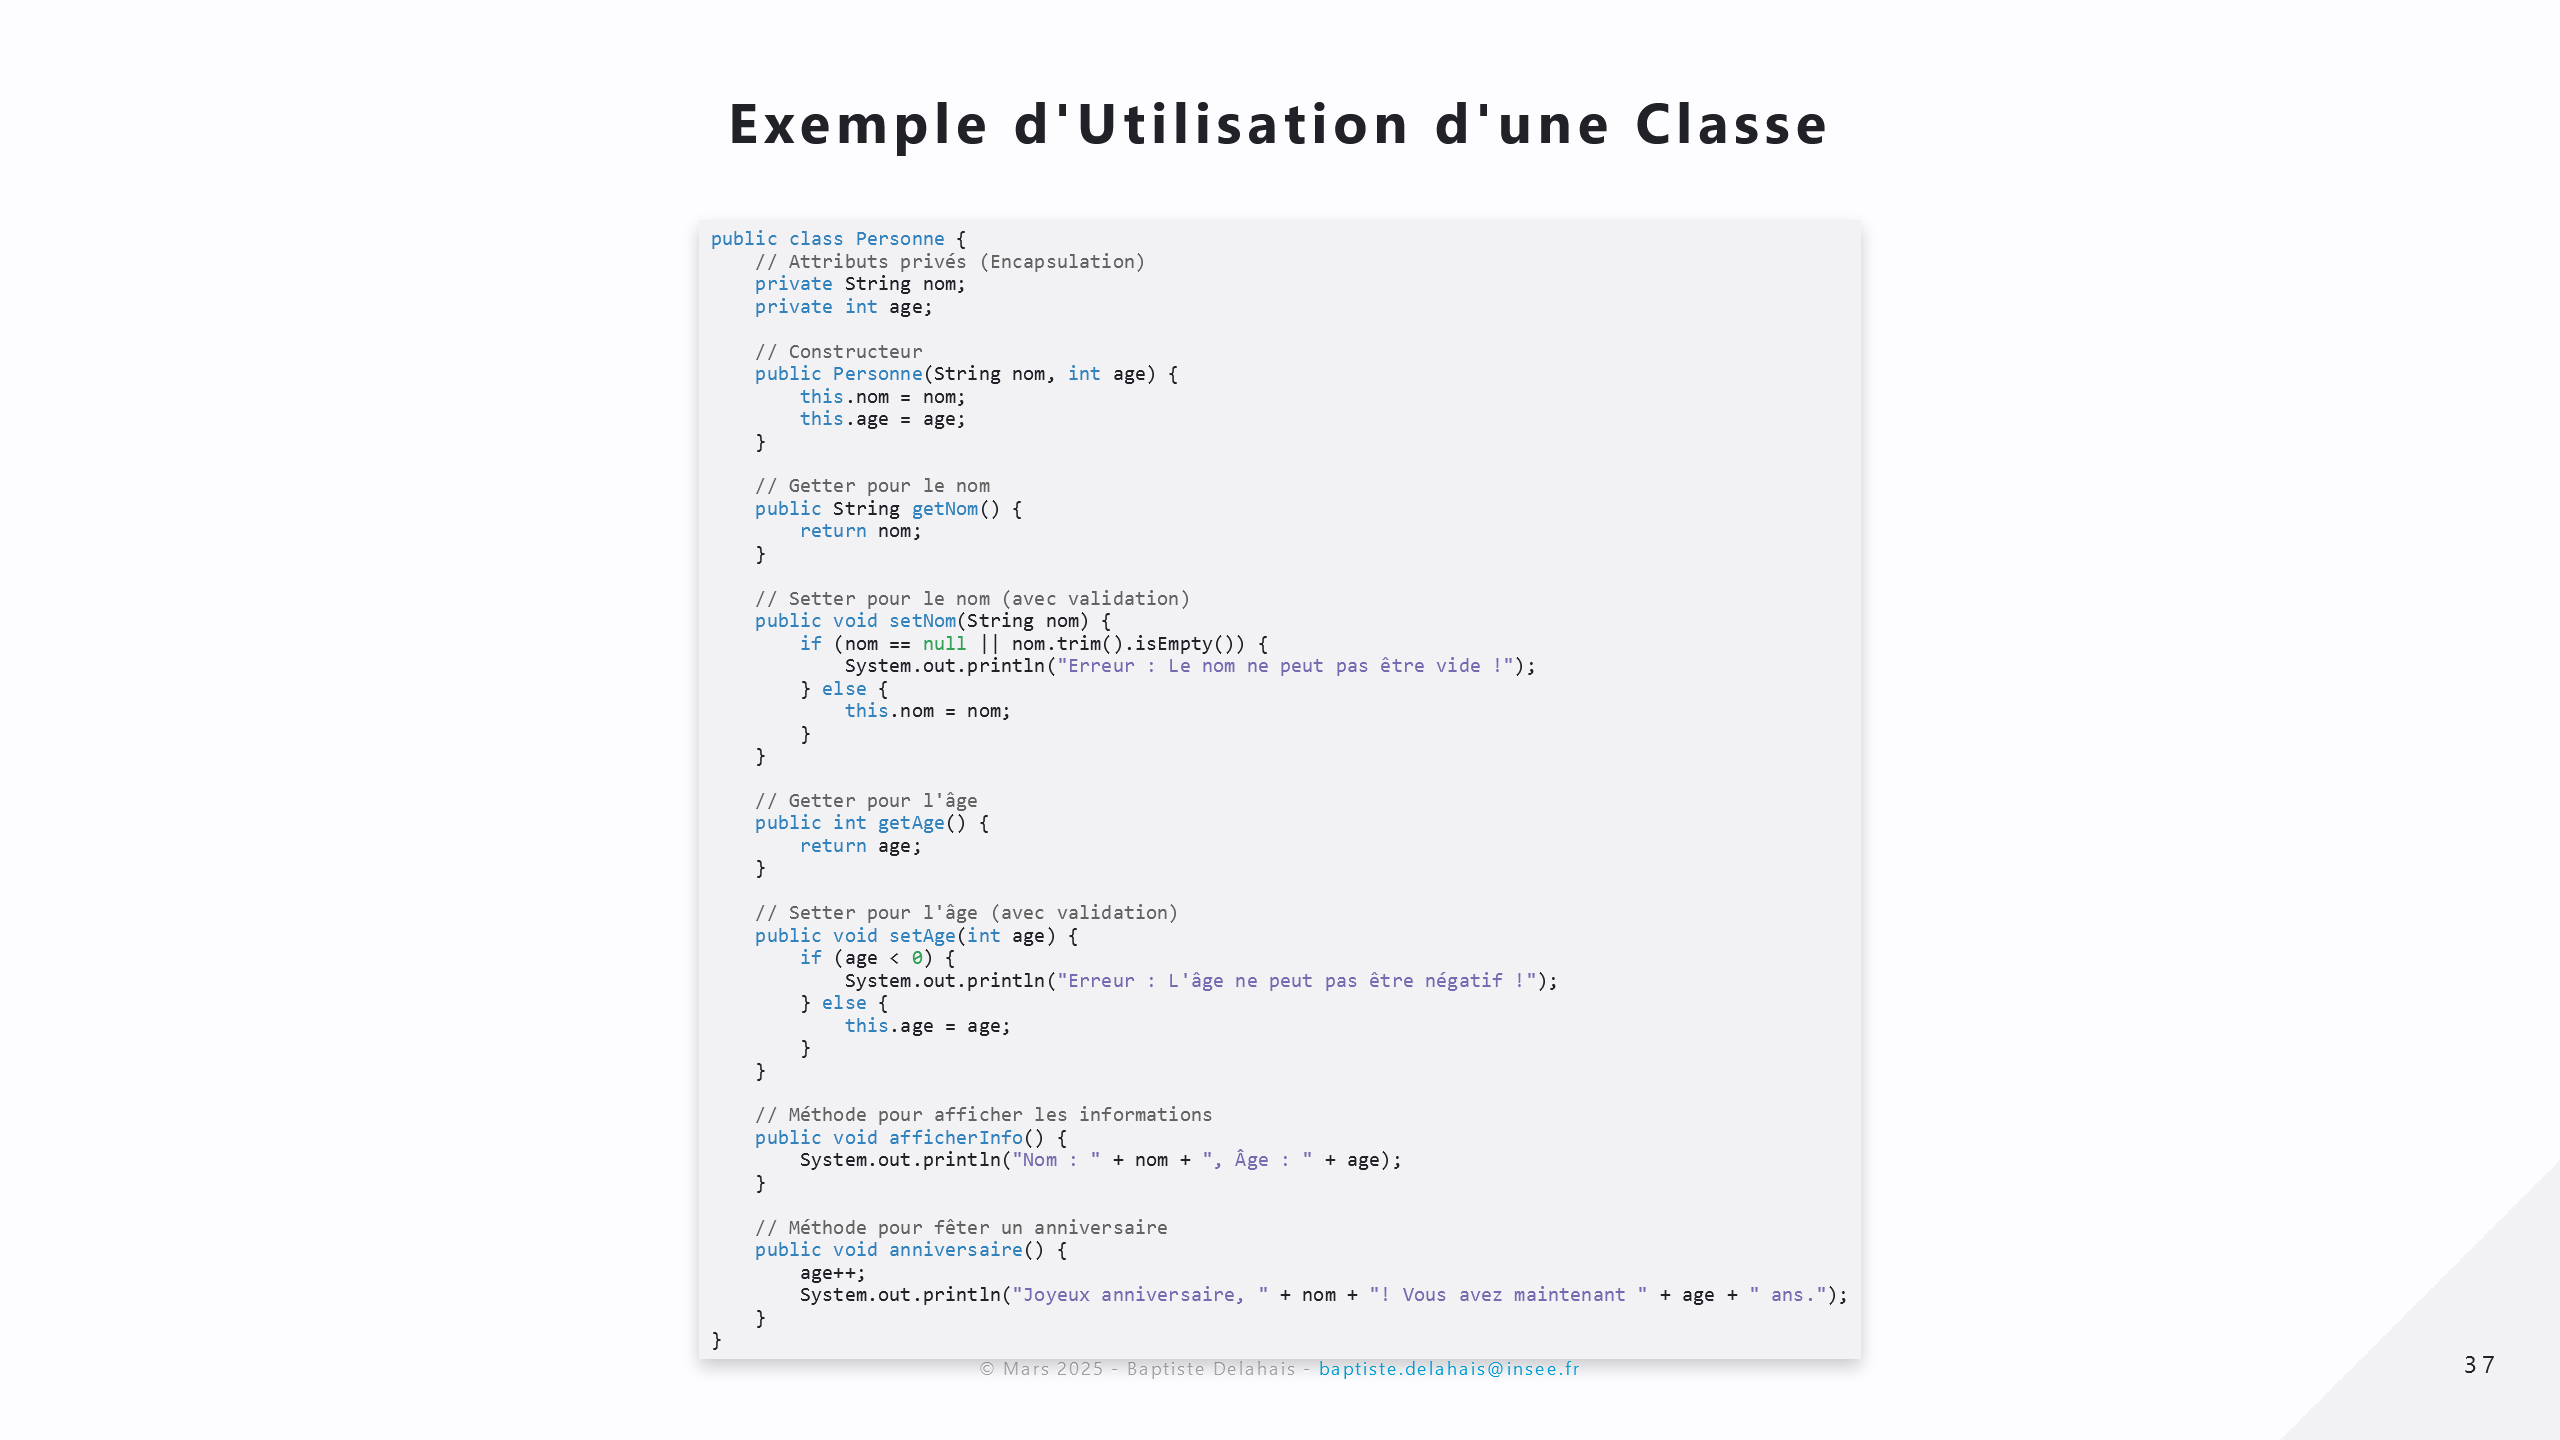 Exemple d'Utilisation d'une Classe
public class Personne {
    // Attributs privés (Encapsulation)
    private String nom;
    private int age;

    // Constructeur
    public Personne(String nom, int age) {
        this.nom = nom;
        this.age = age;
    }

    // Getter pour le nom
    public String getNom() {
        return nom;
    }

    // Setter pour le nom (avec validation)
    public void setNom(String nom) {
        if (nom == null || nom.trim().isEmpty()) {
            System.out.println("Erreur : Le nom ne peut pas être vide !");
        } else {
            this.nom = nom;
        }
    }

    // Getter pour l'âge
    public int getAge() {
        return age;
    }

    // Setter pour l'âge (avec validation)
    public void setAge(int age) {
        if (age < 0) {
            System.out.println("Erreur : L'âge ne peut pas être négatif !");
        } else {
            this.age = age;
        }
    }

    // Méthode pour afficher les informations
    public void afficherInfo() {
        System.out.println("Nom : " + nom + ", Âge : " + age);
    }

    // Méthode pour fêter un anniversaire
    public void anniversaire() {
        age++;
        System.out.println("Joyeux anniversaire, " + nom + "! Vous avez maintenant " + age + " ans.");
    }
}
© Mars 2025 - Baptiste Delahais - baptiste.delahais@insee.fr
37